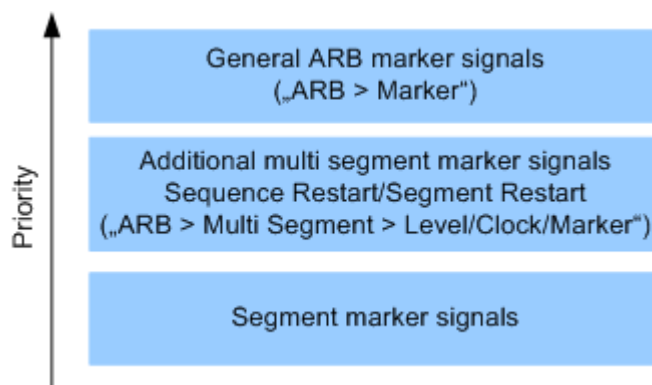 General ARB marker signals
(„ARB > Marker“)
Additional multi segment marker signals
Sequence Restart/Segment Restart
(„ARB > Multi Segment > Level/Clock/Marker“)
Segment marker signals
Priority